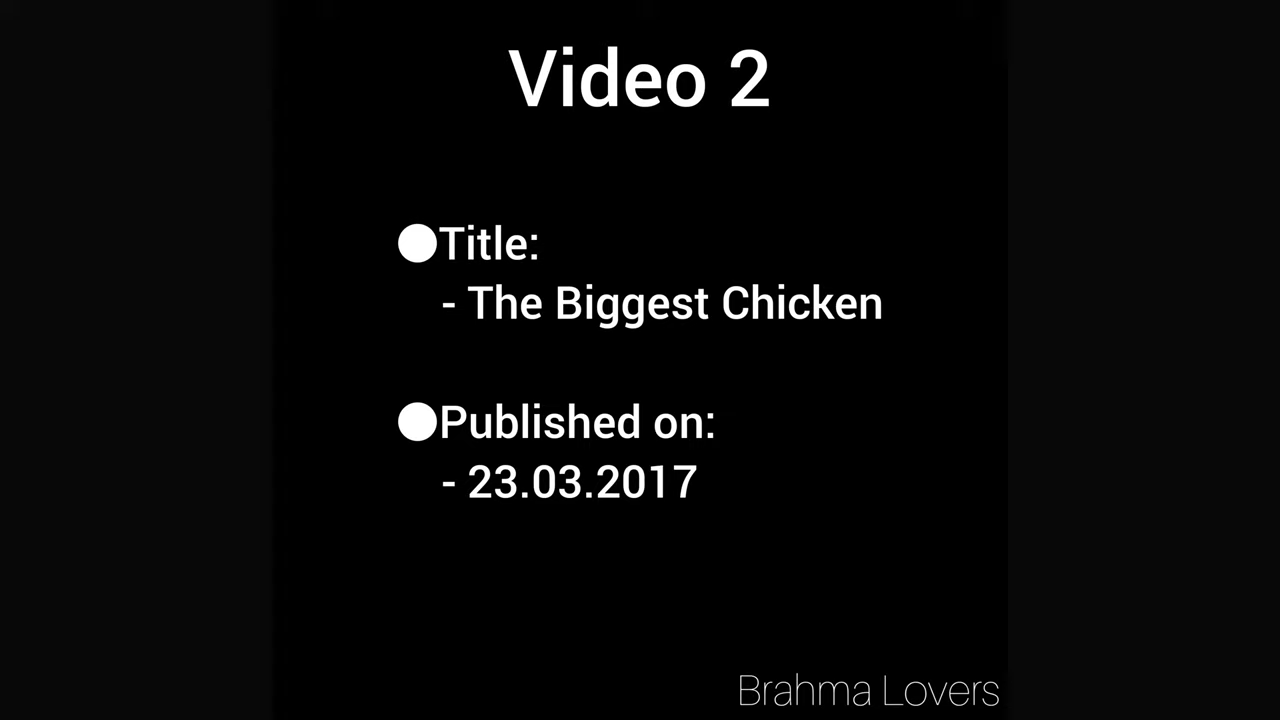 Video 2
●Title:
- The Biggest Chicken
●Published on:
- 23.03.2017
Brahma Lovers